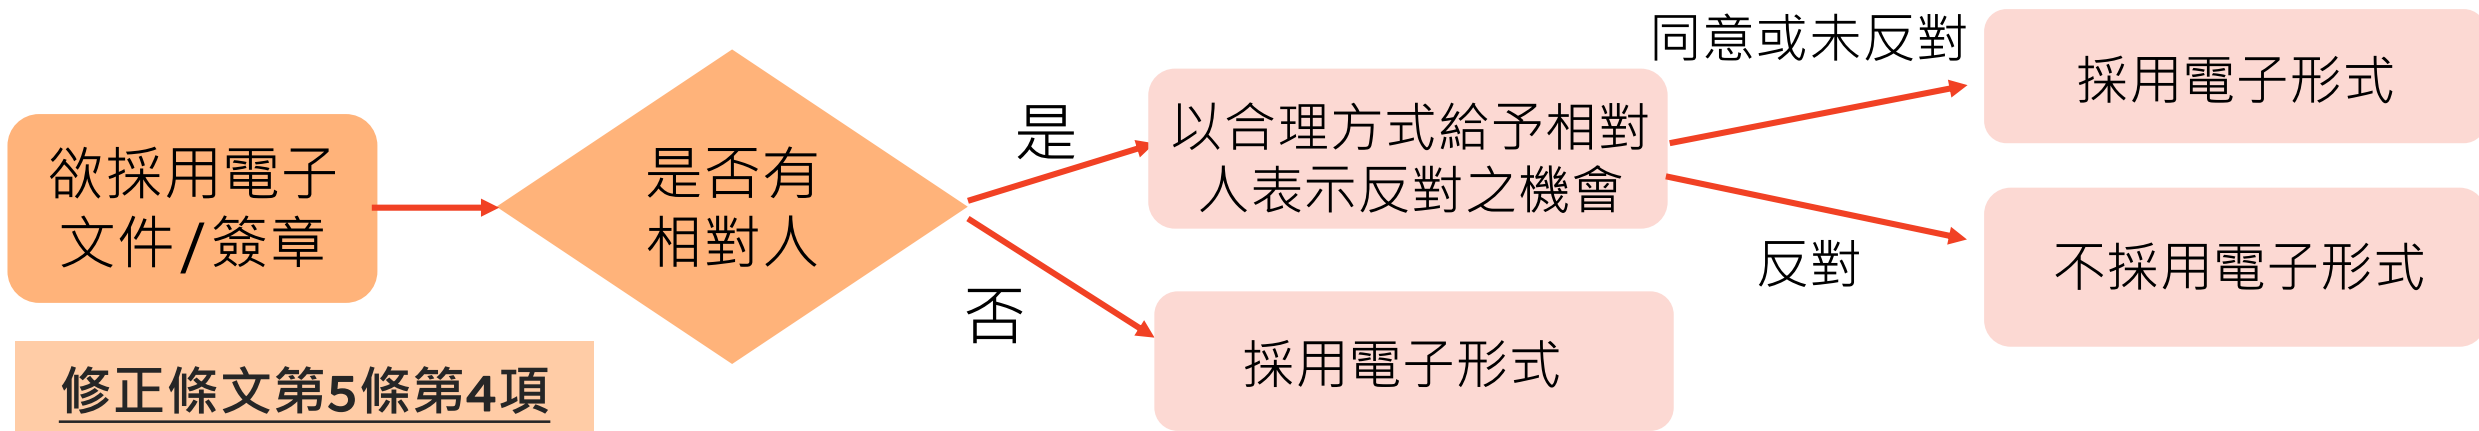 欲採用電子
文件/簽章
是否有
相對人
是
否
以合理方式給予相對
人表示反對之機會
採用電子形式
同意或未反對
反對
採用電子形式
不採用電子形式
修正條文第5條第4項